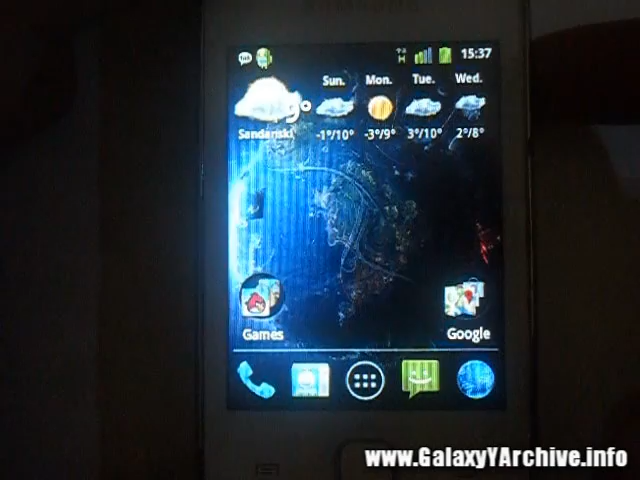 15:37
Sun. Mon. Tue. Wed.
Sandanski -1°/10° -3°/9° 3°/10° 2°/8°
Games Google
www.GalaxyYArchive.info